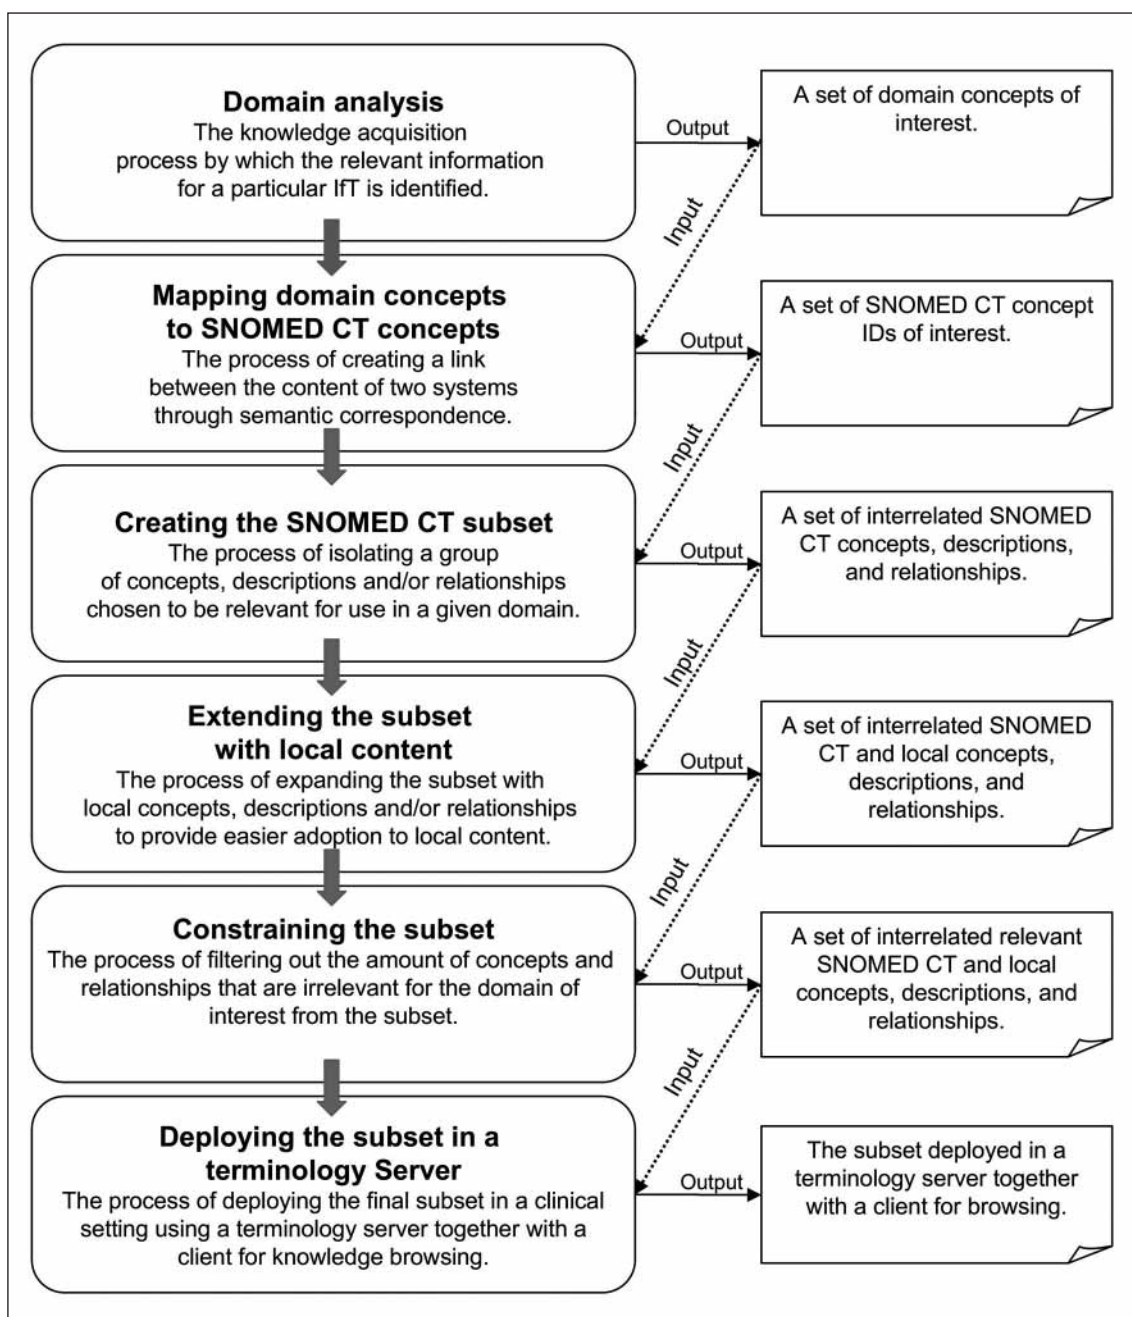 Domain analysis
The knowledge acquisition
process by which the relevant information
for a particular IfT is identified.
Output
A set of domain concepts of
interest.
Input
Mapping domain concepts
to SNOMED CT concepts
The process of creating a link
between the content of two systems
through semantic correspondence.
Output
A set of SNOMED CT concept
IDs of interest.
Input
Creating the SNOMED CT subset
The process of isolating a group
of concepts, descriptions and/or relationships
chosen to be relevant for use in a given domain.
Output
A set of interrelated SNOMED
CT concepts, descriptions,
and relationships.
Input
Extending the subset
with local content
The process of expanding the subset with
local concepts, descriptions and/or relationships
to provide easier adoption to local content.
Output
A set of interrelated SNOMED
CT and local concepts,
descriptions, and
relationships.
Input
Constraining the subset
The process of filtering out the amount of concepts and
relationships that are irrelevant for the domain of
interest from the subset.
Output
A set of interrelated relevant
SNOMED CT and local
concepts, descriptions, and
relationships.
Input
Deploying the subset in a
terminology Server
The process of deploying the final subset in a clinical
setting using a terminology server together with a
client for knowledge browsing.
Output
The subset deployed in a
terminology server together
with a client for browsing.